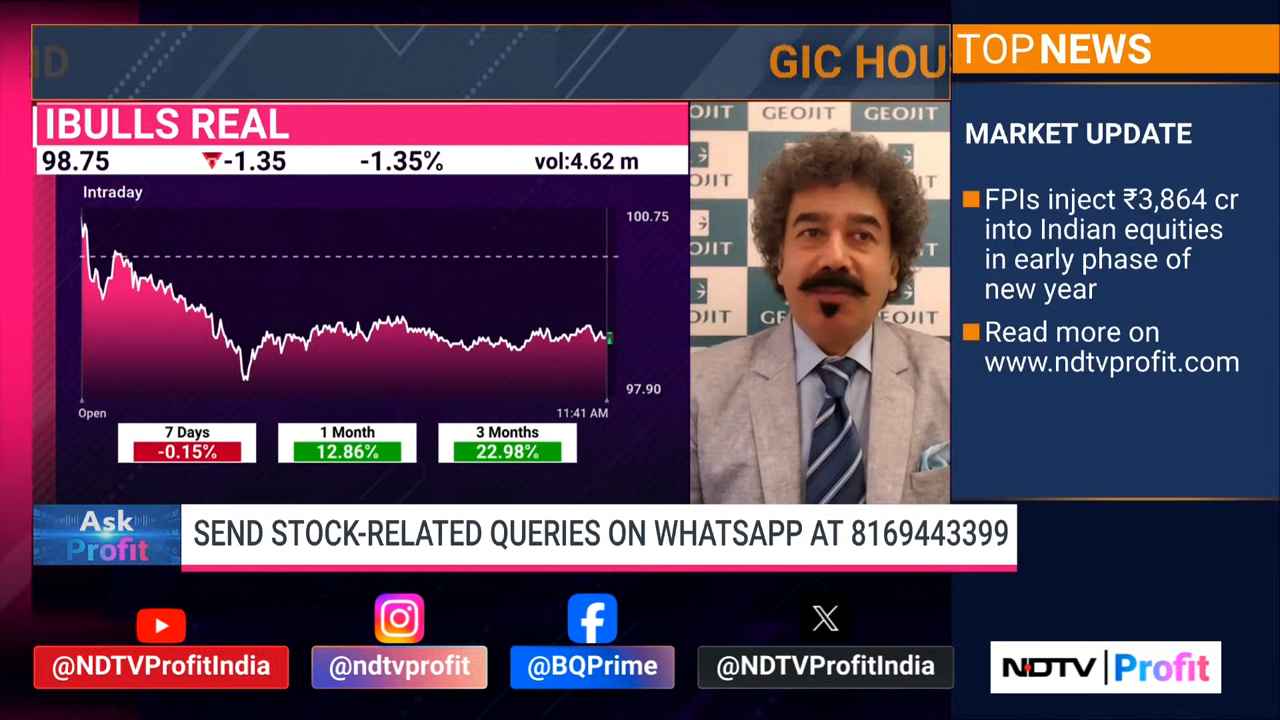 GIC HOU
TOP NEWS
IBULLS REAL
98.75 -1.35 -1.35% vol:4.62 m
Intraday
100.75
97.90
Open 11:41 AM
7 Days
-0.15%
1 Month
12.86%
3 Months
22.98%
GEOJIT GEOJIT
MARKET UPDATE
FPIs inject ₹3,864 cr
into Indian equities
in early phase of
new year
Read more on
www.ndtvprofit.com
Ask
Profit
SEND STOCK-RELATED QUERIES ON WHATSAPP AT 8169443399
@NDTVProfitIndia
@ndtvprofit
@BQPrime
@NDTVProfitIndia
NDTV Profit